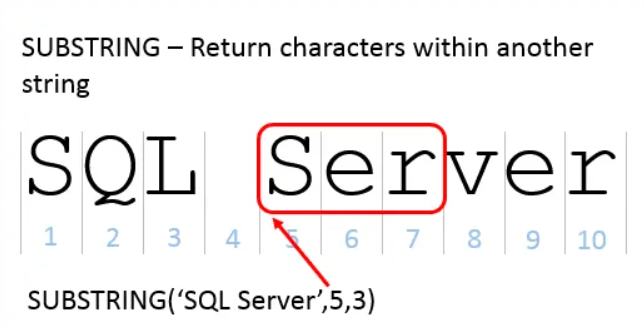 SUBSTRING – Return characters within another
string
SQL Server
1 2 3 4 5 6 7 8 9 10
SUBSTRING(‘SQL Server’,5,3)